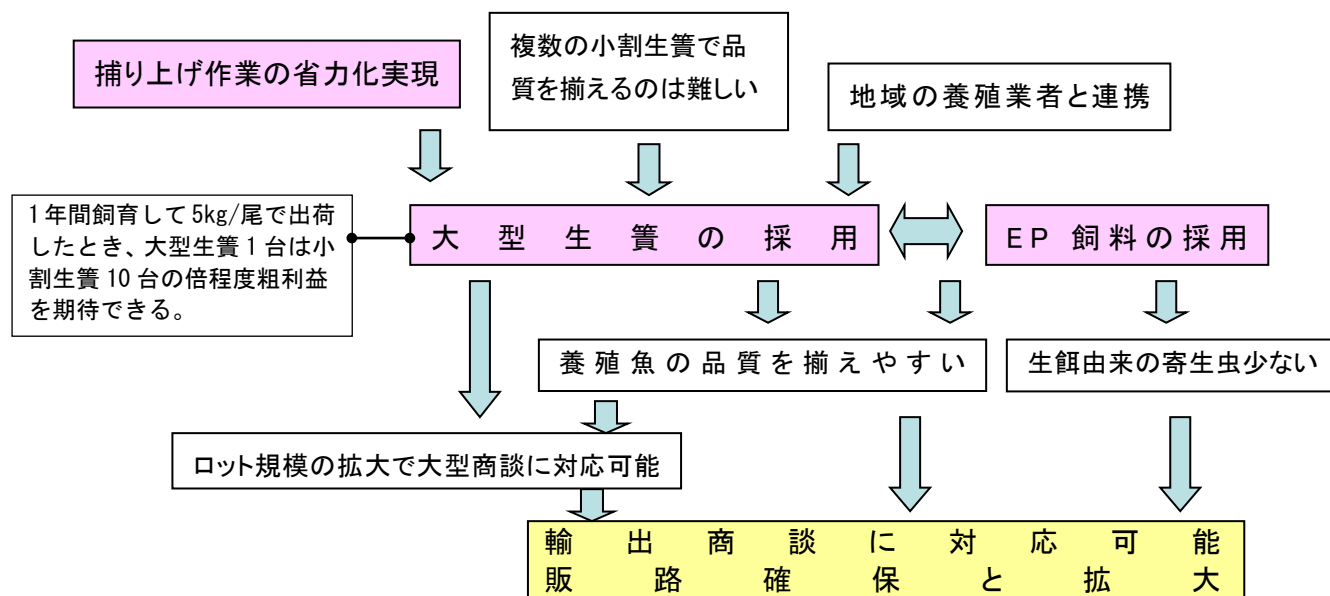 捕り上げ作業の省力化実現
複数の小割生簀で品
質を揃えるのは難しい
地域の養殖業者と連携
1年間飼育して5kg/尾で出荷
したとき、大型生簀1台は小
割生簀10台の倍程度粗利益
を期待できる。
大型生簀の採用
EP飼料の採用
養殖魚の品質を揃えやすい
生餌由来の寄生虫少ない
ロット規模の拡大で大型商談に対応可能
輸出商談に対応可能
販路確保と拡大